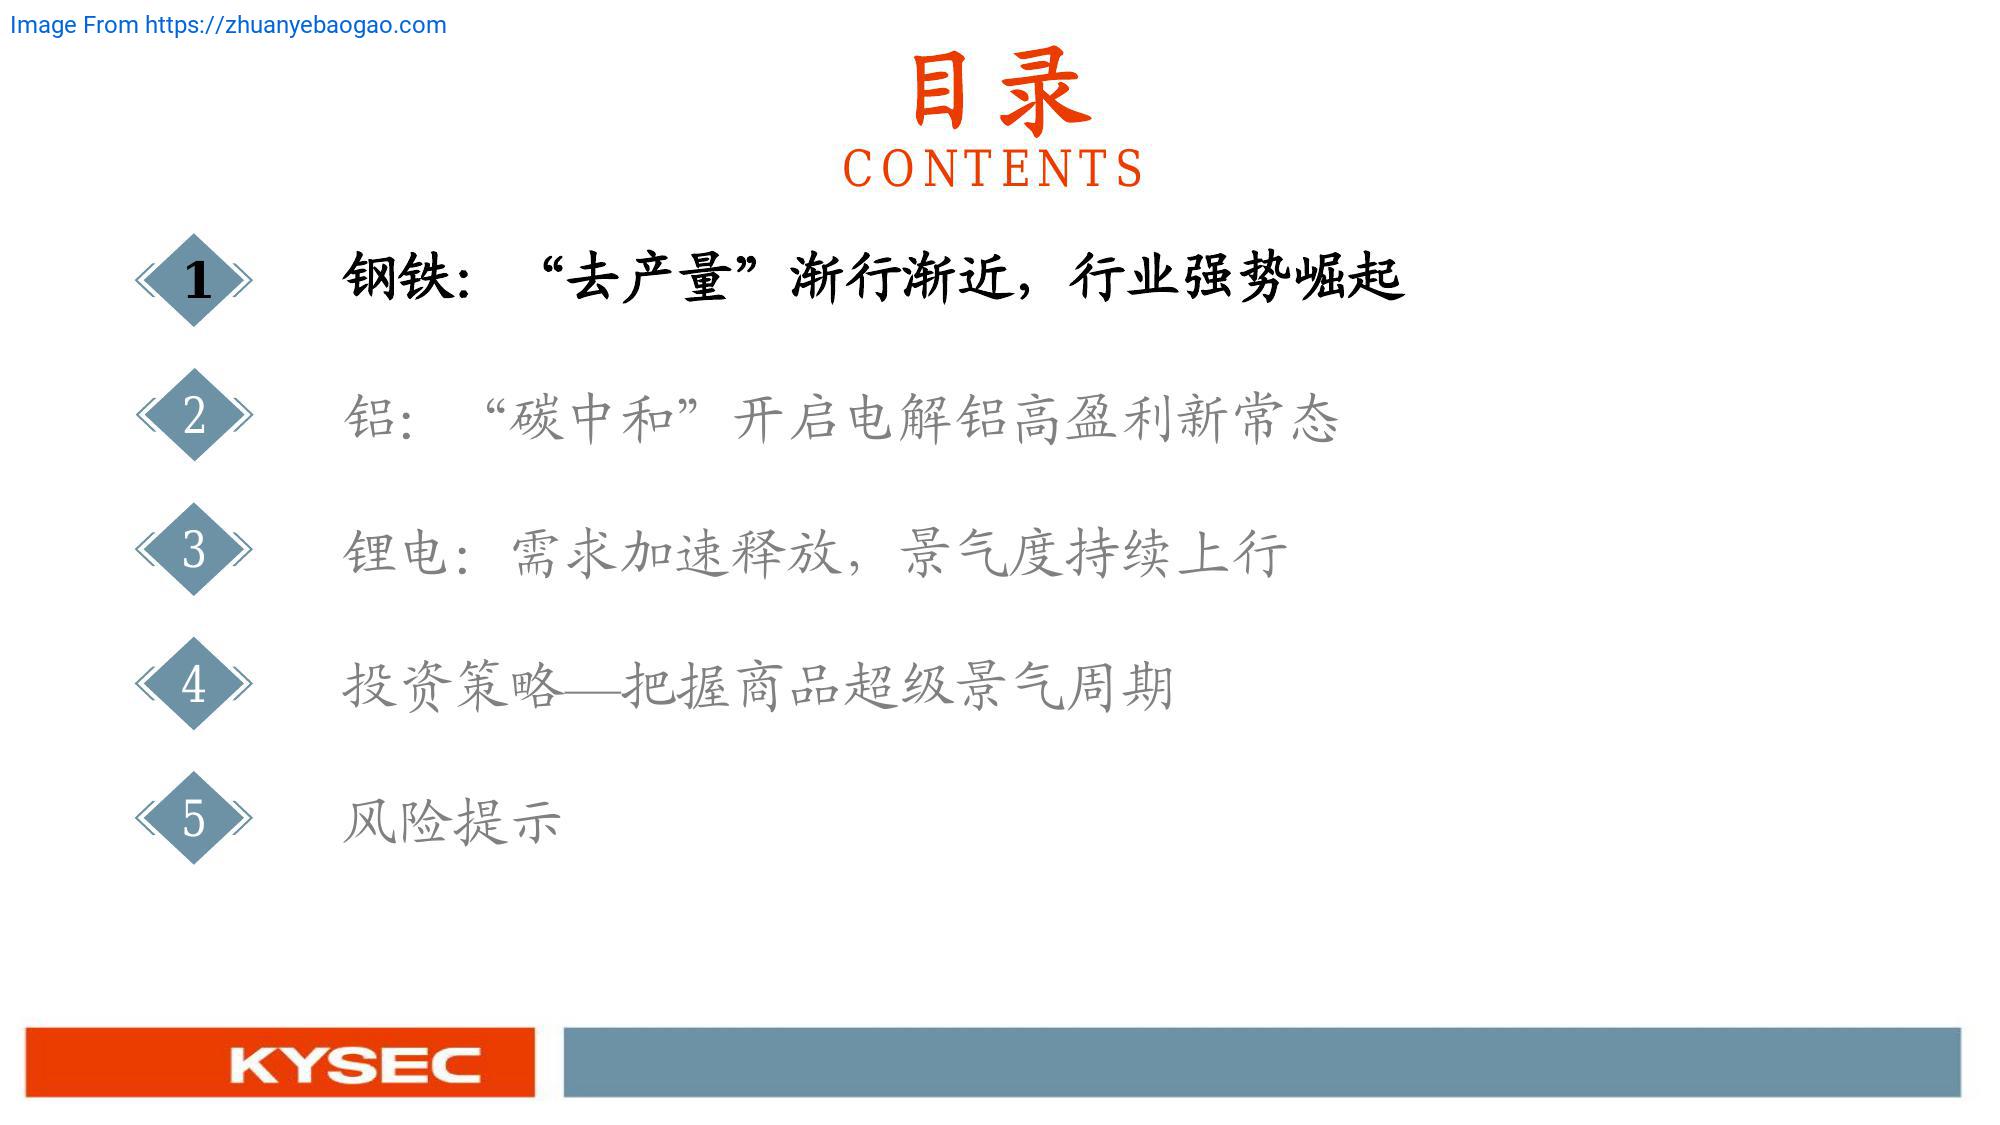 Image From https://zhuanyebaogao.com
目录
CONTENTS
1 钢铁：“去产量”渐行渐近，行业强势崛起
2 铝：“碳中和”开启电解铝高盈利新常态
3 锂电：需求加速释放，景气度持续上行
4 投资策略—把握商品超级景气周期
5 风险提示
KYSEC